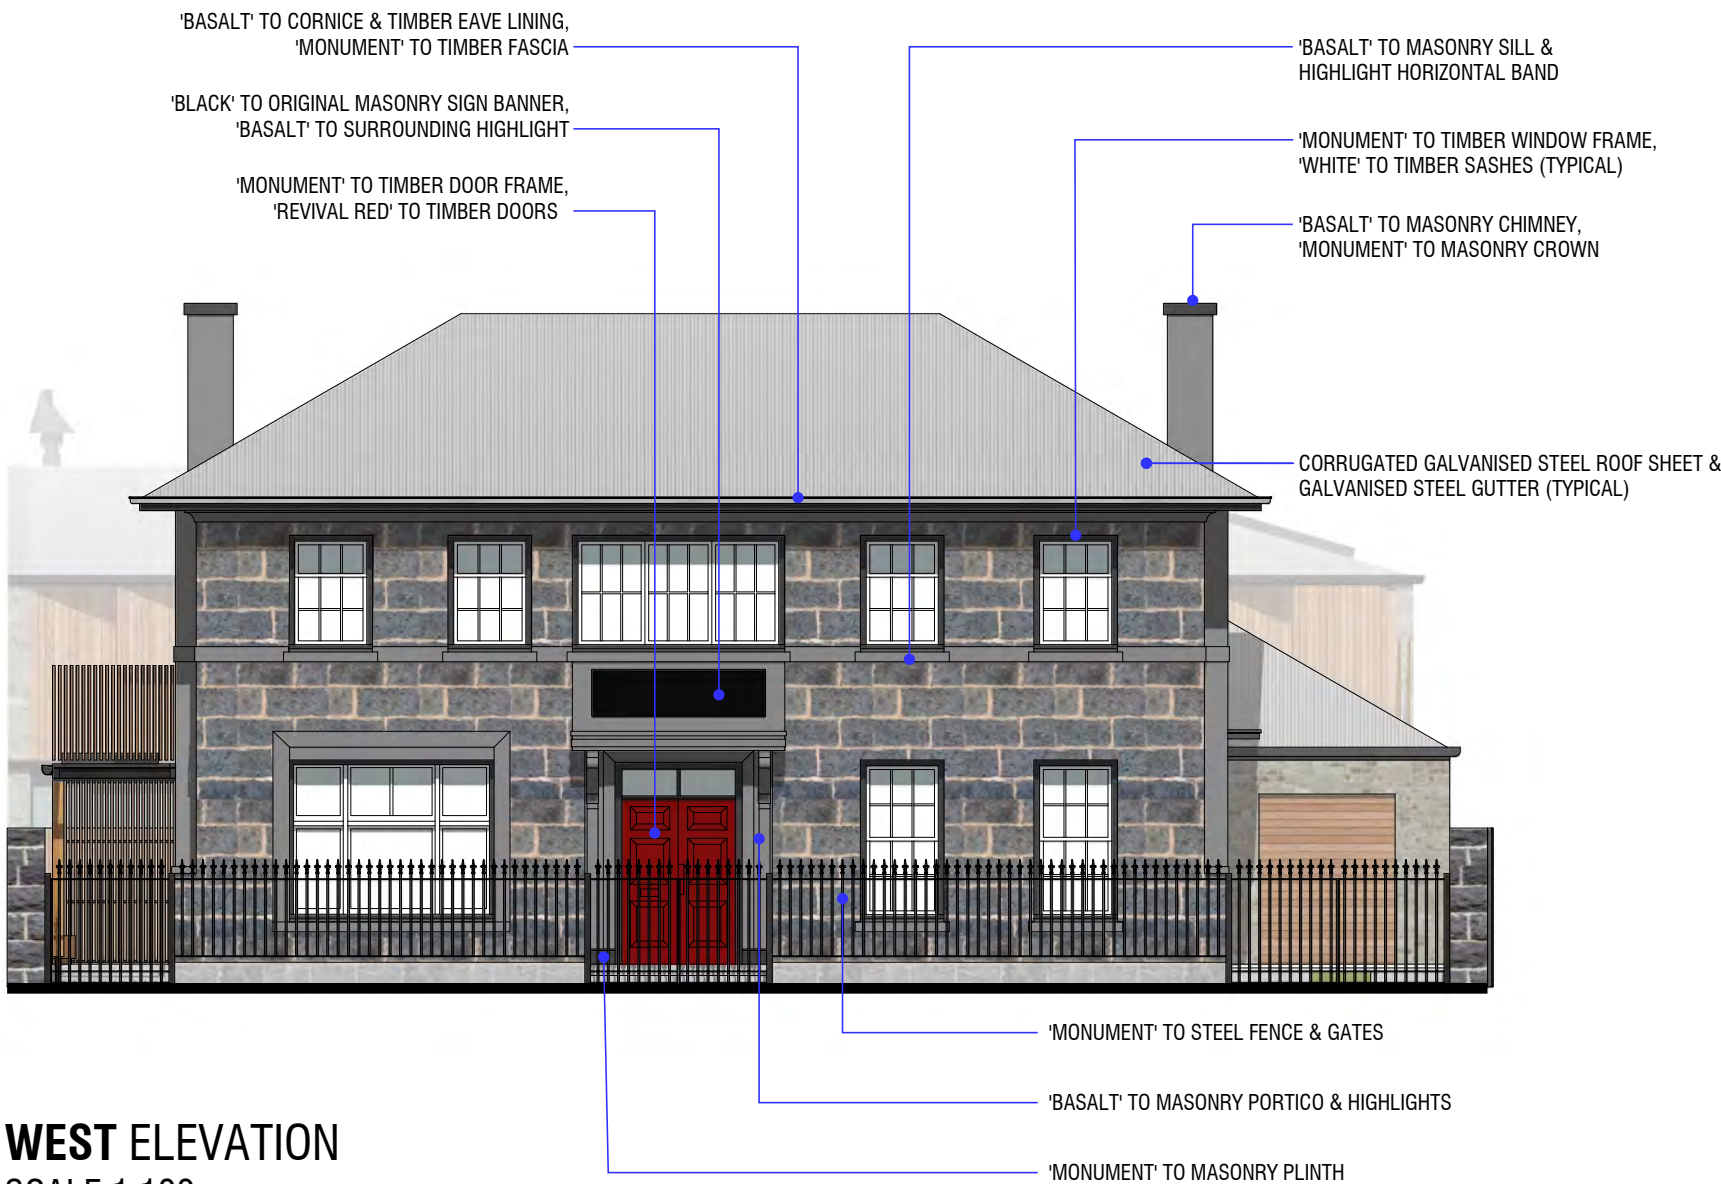 'BASALT' TO CORNICE & TIMBER EAVE LINING,
'MONUMENT' TO TIMBER FASCIA
'BLACK' TO ORIGINAL MASONRY SIGN BANNER,
'BASALT' TO SURROUNDING HIGHLIGHT
'MONUMENT' TO TIMBER DOOR FRAME,
'REVIVAL RED' TO TIMBER DOORS
'BASALT' TO MASONRY SILL &
HIGHLIGHT HORIZONTAL BAND
'MONUMENT' TO TIMBER WINDOW FRAME,
'WHITE' TO TIMBER SASHES (TYPICAL)
'BASALT' TO MASONRY CHIMNEY,
'MONUMENT' TO MASONRY CROWN
CORRUGATED GALVANISED STEEL ROOF SHEET &
GALVANISED STEEL GUTTER (TYPICAL)
'MONUMENT' TO STEEL FENCE & GATES
'BASALT' TO MASONRY PORTICO & HIGHLIGHTS
'MONUMENT' TO MASONRY PLINTH
WEST ELEVATION
SCALE 1:100